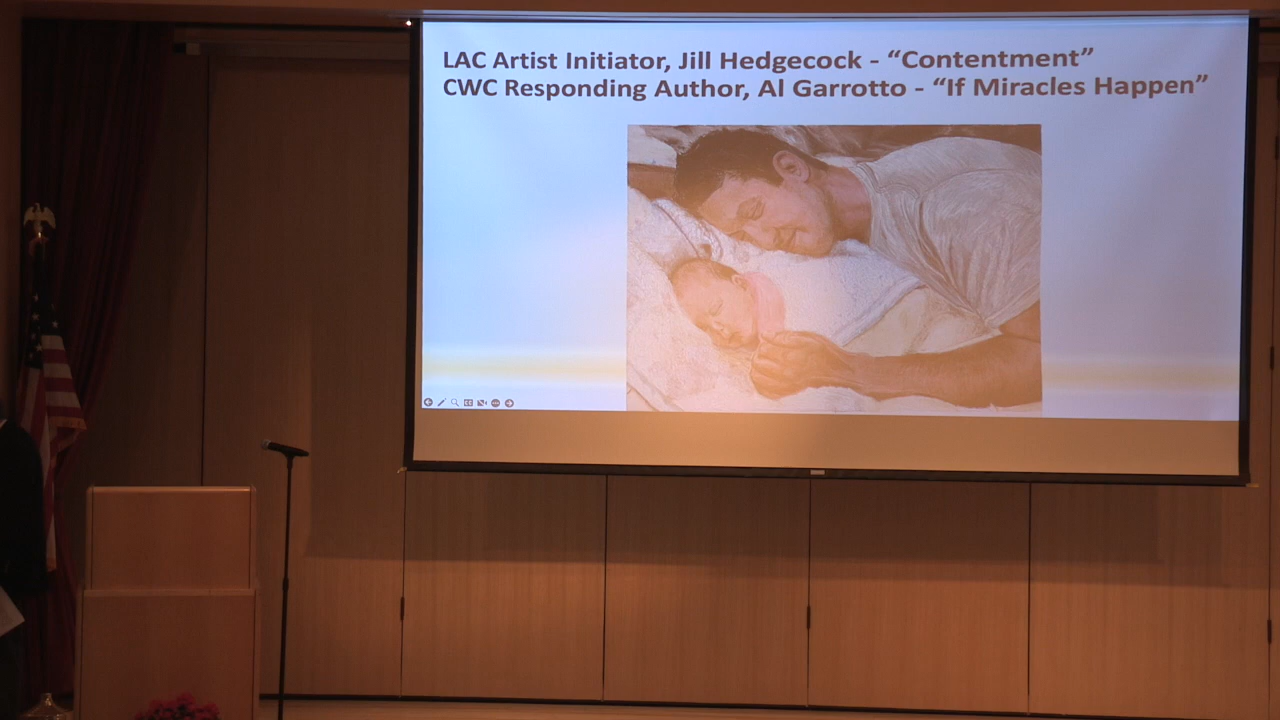 LAC Artist Initiator, Jill Hedgecock - “Contentment”
CWC Responding Author, Al Garrotto - “If Miracles Happen”